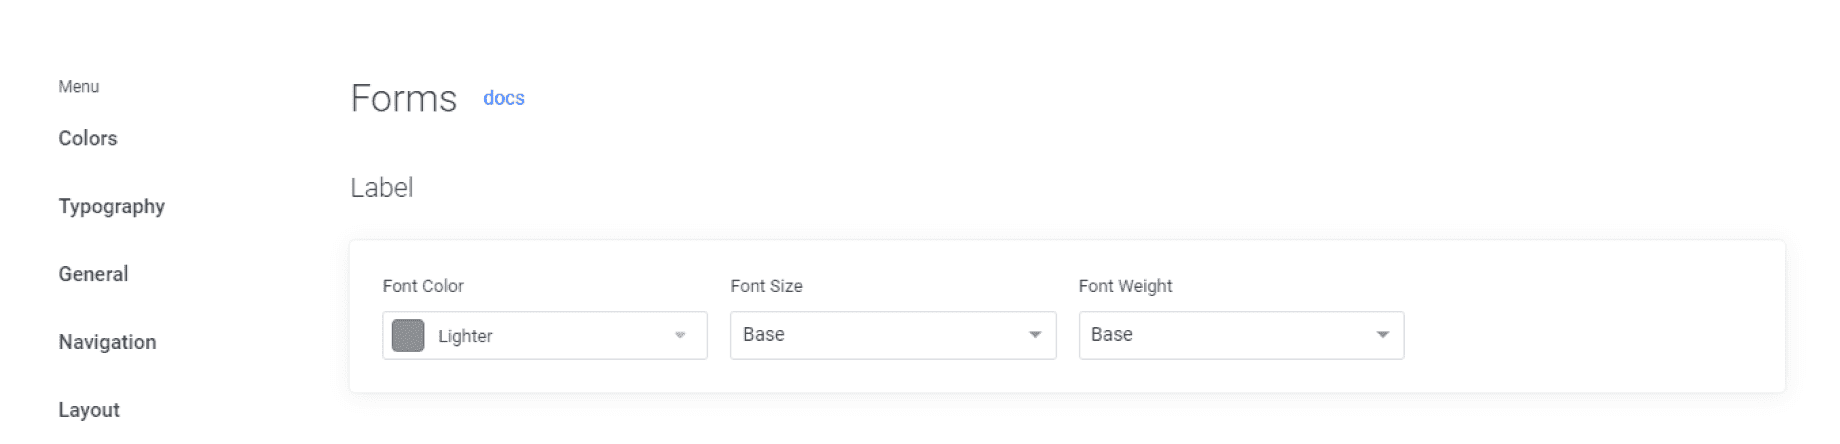 Menu
Colors
Typography
General
Navigation
Layout
Forms docs
Label
Font Color Font Size Font Weight
Lighter Base Base